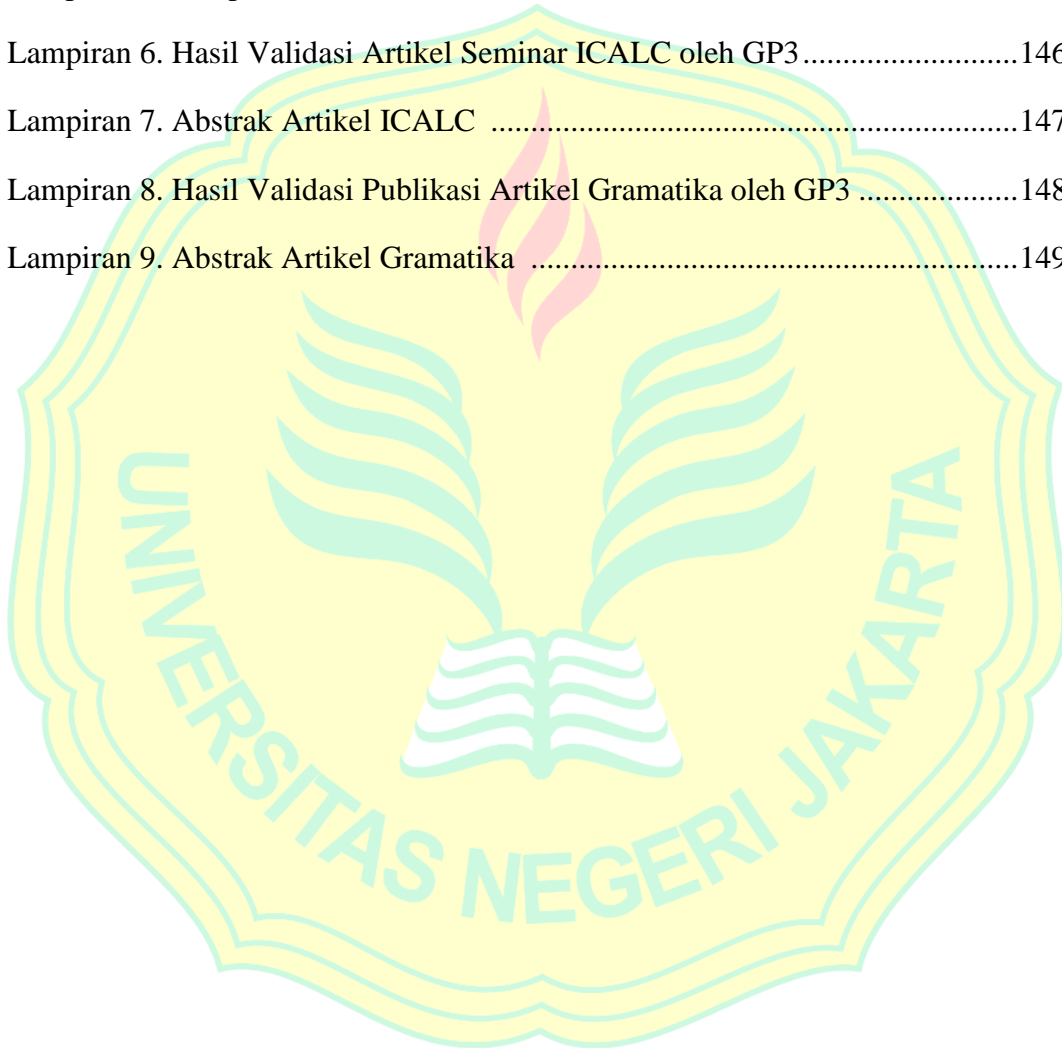 Lampiran 6. Hasil Validasi Artikel Seminar ICALC oleh GP3...........................146
Lampiran 7. Abstrak Artikel ICALC ...................................................................147
Lampiran 8. Hasil Validasi Publikasi Artikel Gramatika oleh GP3 ....................148
Lampiran 9. Abstrak Artikel Gramatika ..............................................................149
UNIVERSITAS NEGERI JAKARTA